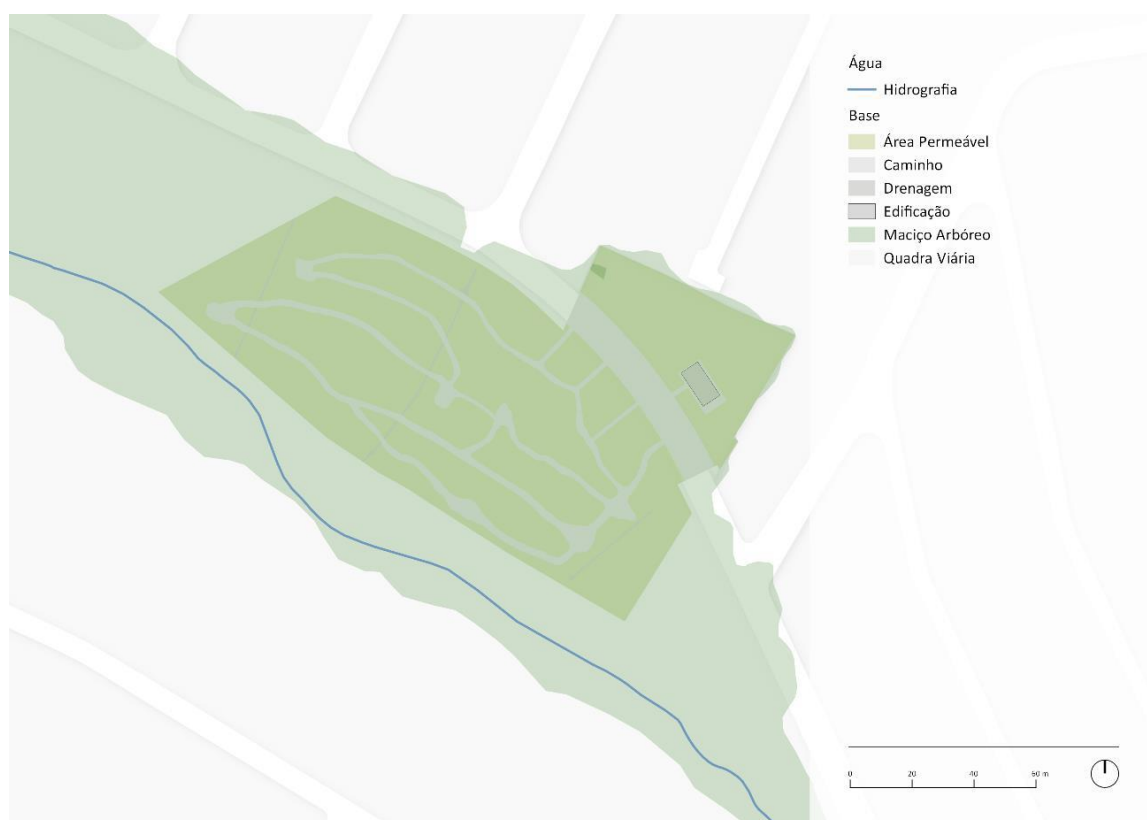 Água
Hidrografia
Base
Área Permeável
Caminho
Drenagem
Edificação
Maciço Arbóreo
Quadra Viária
0 20 40 60 m